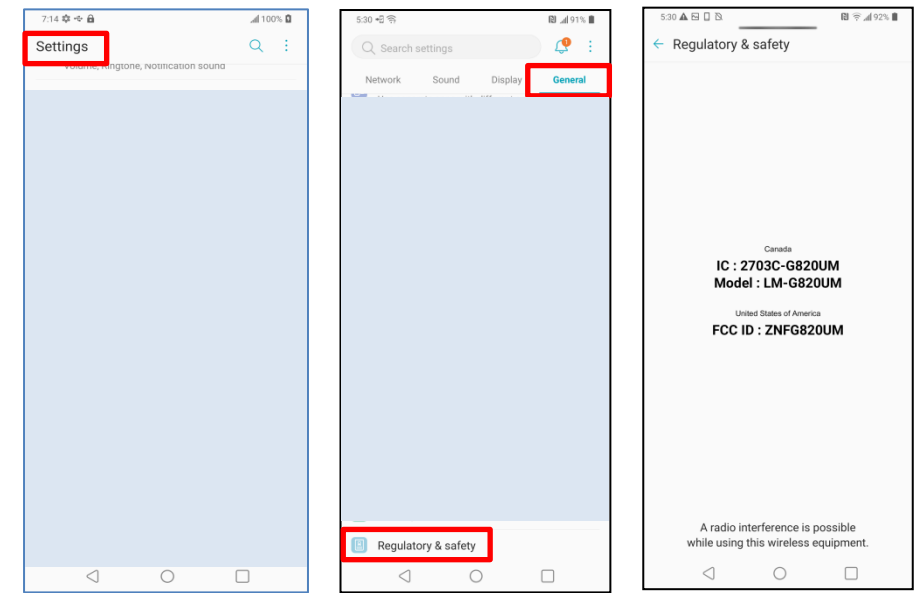 7:14
100%
Settings
Volume, Ringtone, Notification sound
5:30
91%
Search settings
1
Network Sound Display General
Regulatory & safety
5:30
92%
Regulatory & safety
Canada
IC : 2703C-G820UM
Model : LM-G820UM
United States of America
FCC ID : ZNFG820UM
A radio interference is possible
while using this wireless equipment.